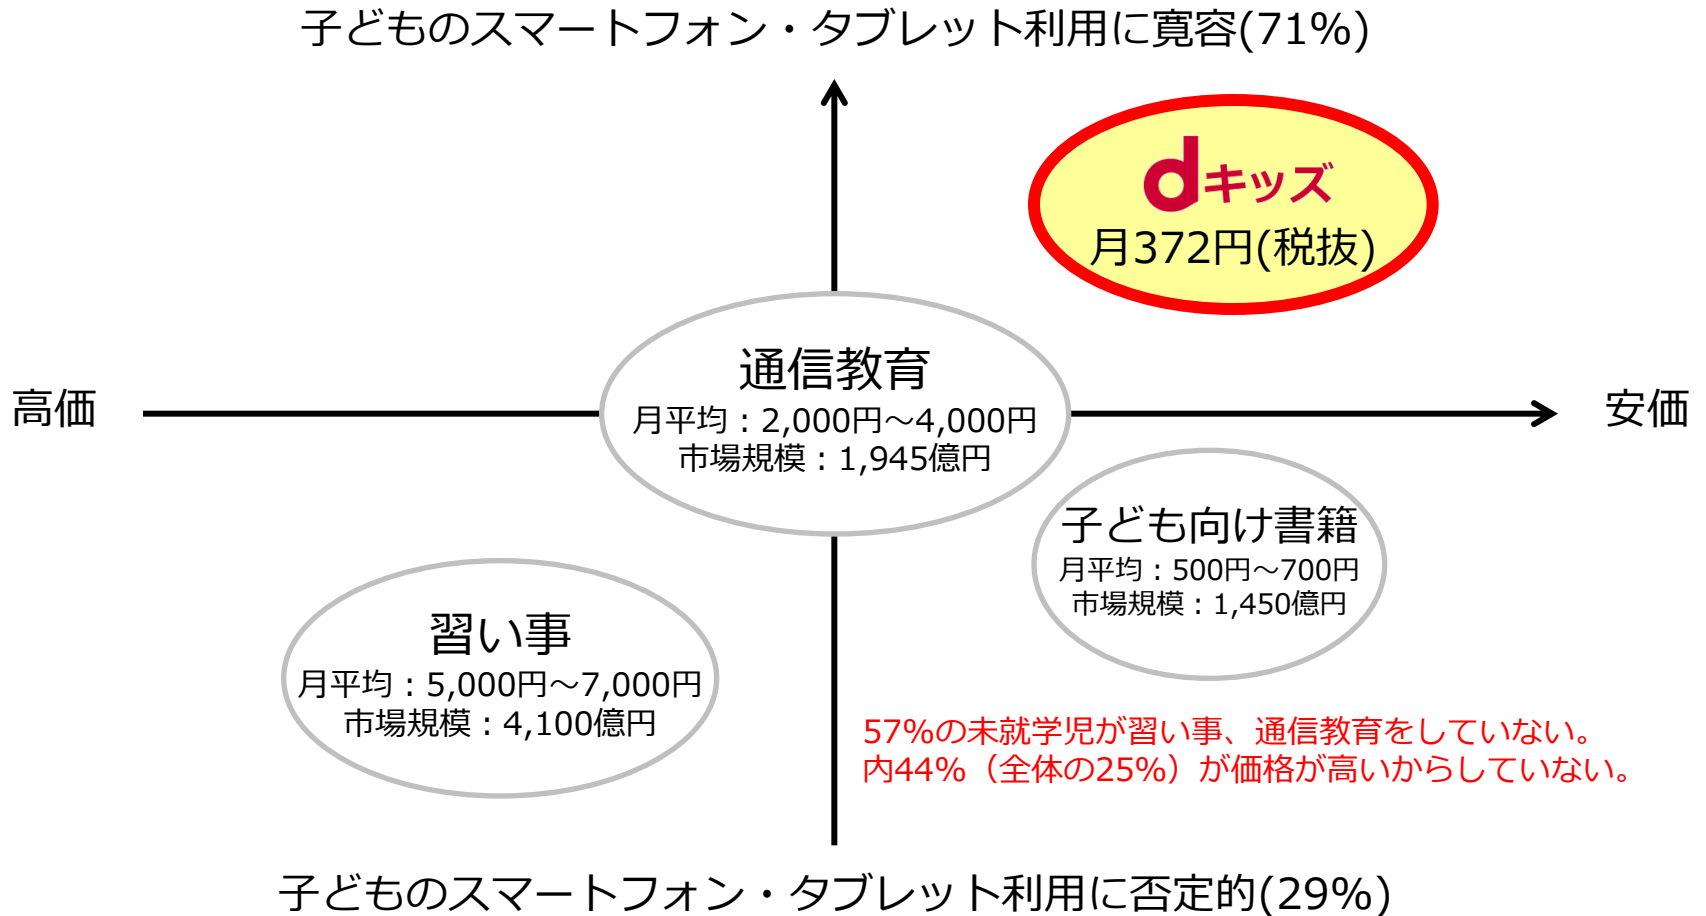 子どものスマートフォン・タブレット利用に寛容(71%)
dキッズ
月372円(税抜)
通信教育
月平均：2,000円～4,000円
市場規模：1,945億円
高価
安価
子ども向け書籍
月平均：500円～700円
市場規模：1,450億円
習い事
月平均：5,000円～7,000円
市場規模：4,100億円
57%の未就学児が習い事、通信教育をしていない。
内44%（全体の25%）が価格が高いからしていない。
子どものスマートフォン・タブレット利用に否定的(29%)